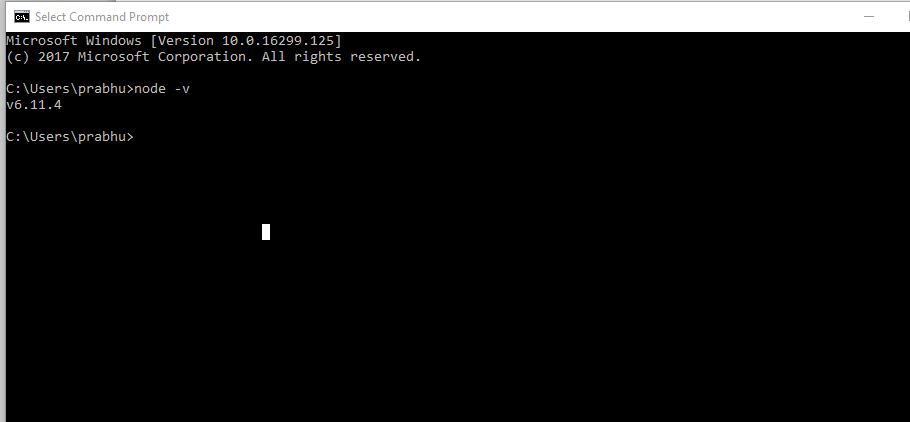 Select Command Prompt
Microsoft Windows [Version 10.0.16299.125]
(c) 2017 Microsoft Corporation. All rights reserved.
C:\Users\prabhu>node -v
v6.11.4
C:\Users\prabhu>